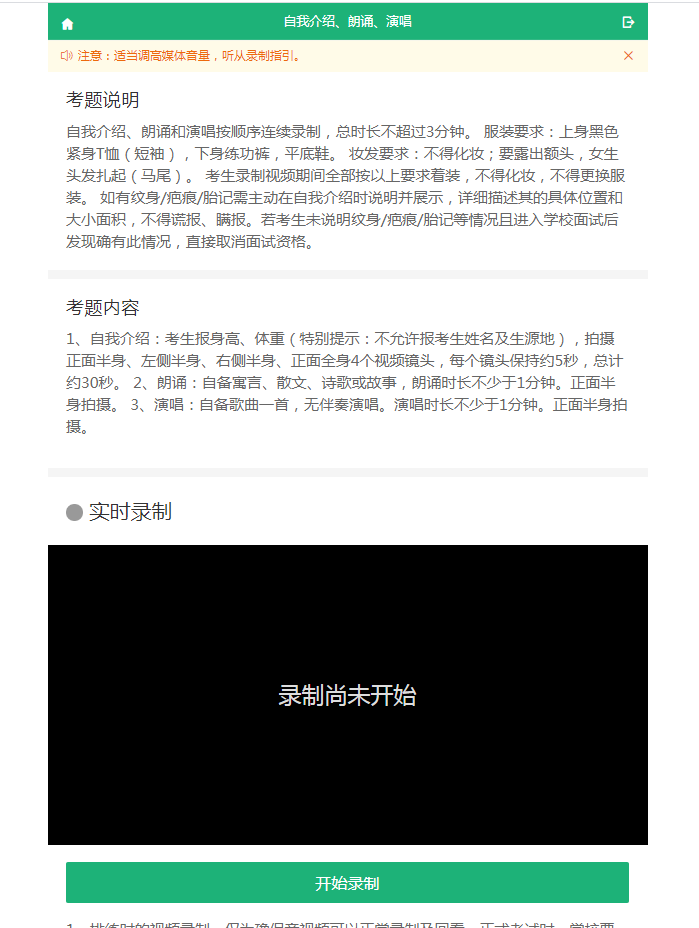 自我介绍、朗诵、演唱
注意：适当调高媒体音量，听从录制指引。
考题说明
自我介绍、朗诵和演唱按顺序连续录制，总时长不超过3分钟。 服装要求：上身黑色
紧身T恤（短袖），下身练功裤，平底鞋。 妆发要求：不得化妆；要露出额头，女生
头发扎起（马尾）。 考生录制视频期间全部按以上要求着装，不得化妆，不得更换服
装。 如有纹身/疤痕/胎记需主动在自我介绍时说明并展示，详细描述其的具体位置和
大小面积，不得谎报、瞒报。若考生未说明纹身/疤痕/胎记等情况且进入学校面试后
发现确有此情况，直接取消面试资格。
考题内容
1、自我介绍：考生报身高、体重（特别提示：不允许报考生姓名及生源地），拍摄
正面半身、左侧半身、右侧半身、正面全身4个视频镜头，每个镜头保持约5秒，总计
约30秒。 2、朗诵：自备寓言、散文、诗歌或故事，朗诵时长不少于1分钟。正面半
身拍摄。 3、演唱：自备歌曲一首，无伴奏演唱。演唱时长不少于1分钟。正面半身拍
摄。
实时录制
录制尚未开始
开始录制
1、排练时的视频录制，仅为确保音视频可以正常录制及回看，正式考试时，学校要